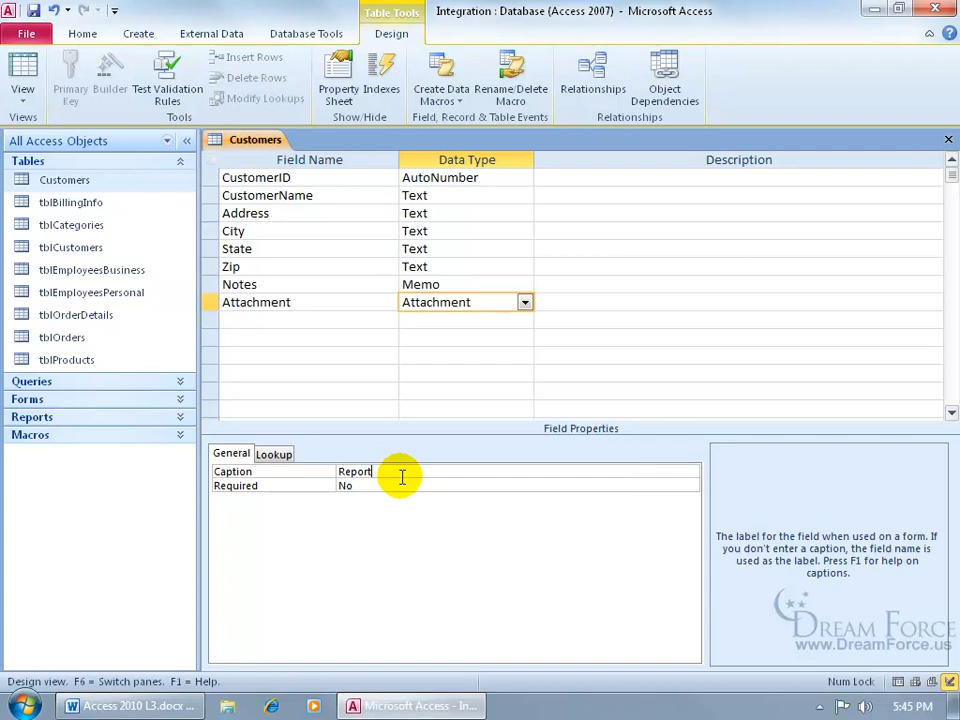 Table Tools
Integration : Database (Access 2007) - Microsoft Access
File
Home
Create
External Data
Database Tools
Design
View
Primary Key
Builder
Test Validation Rules
Insert Rows
Delete Rows
Modify Lookups
Property Sheet
Indexes
Create Data Macros
Rename/Delete Macro
Relationships
Object Dependencies
Views
Tools
Show/Hide
Field, Record & Table Events
Relationships
All Access Objects
Tables
Customers
tblBillingInfo
tblCategories
tblCustomers
tblEmployeesBusiness
tblEmployeesPersonal
tblOrderDetails
tblOrders
tblProducts
Queries
Forms
Reports
Macros
Customers
Field Name Data Type Description
CustomerID AutoNumber
CustomerName Text
Address Text
City Text
State Text
Zip Text
Notes Memo
Attachment Attachment
Field Properties
General Lookup
Caption Report
Required No
The label for the field when used on a form. If
you don't enter a caption, the field name is
used as the label. Press F1 for help on
captions.
DREAM FORCE
www.DreamForce.us
Design view. F6 = Switch panes. F1 = Help.
Num Lock
Access 2010 L3.docx ...
Microsoft Access - In...
5:45 PM